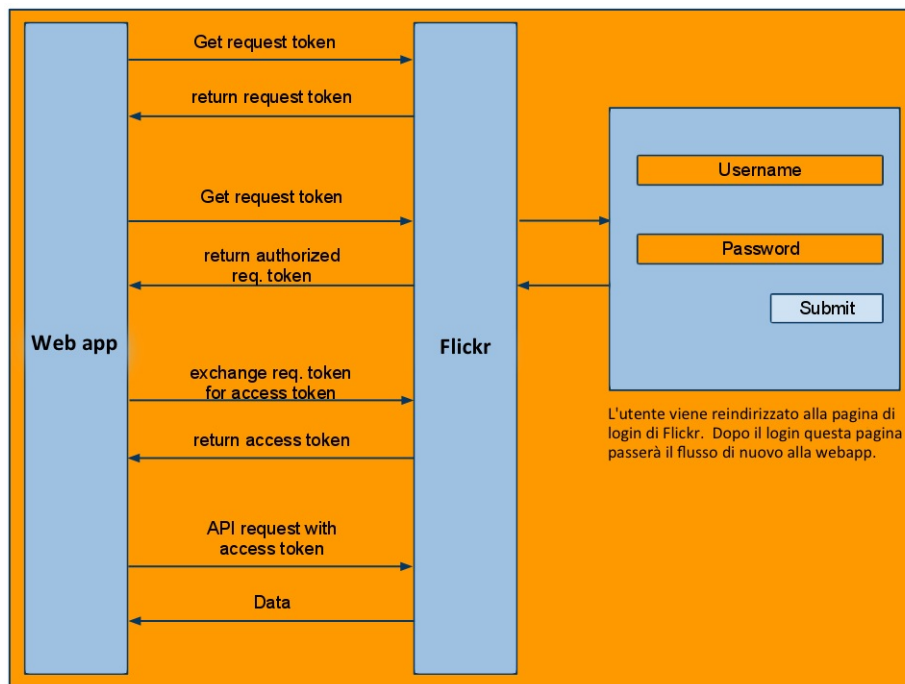 Get request token
return request token
Username
Get request token
Password
return authorized
req. token
Submit
Web app
Flickr
exchange req. token
for access token
L'utente viene reindirizzato alla pagina di
login di Flickr. Dopo il login questa pagina
passerà il flusso di nuovo alla webapp.
return access token
API request with
access token
Data